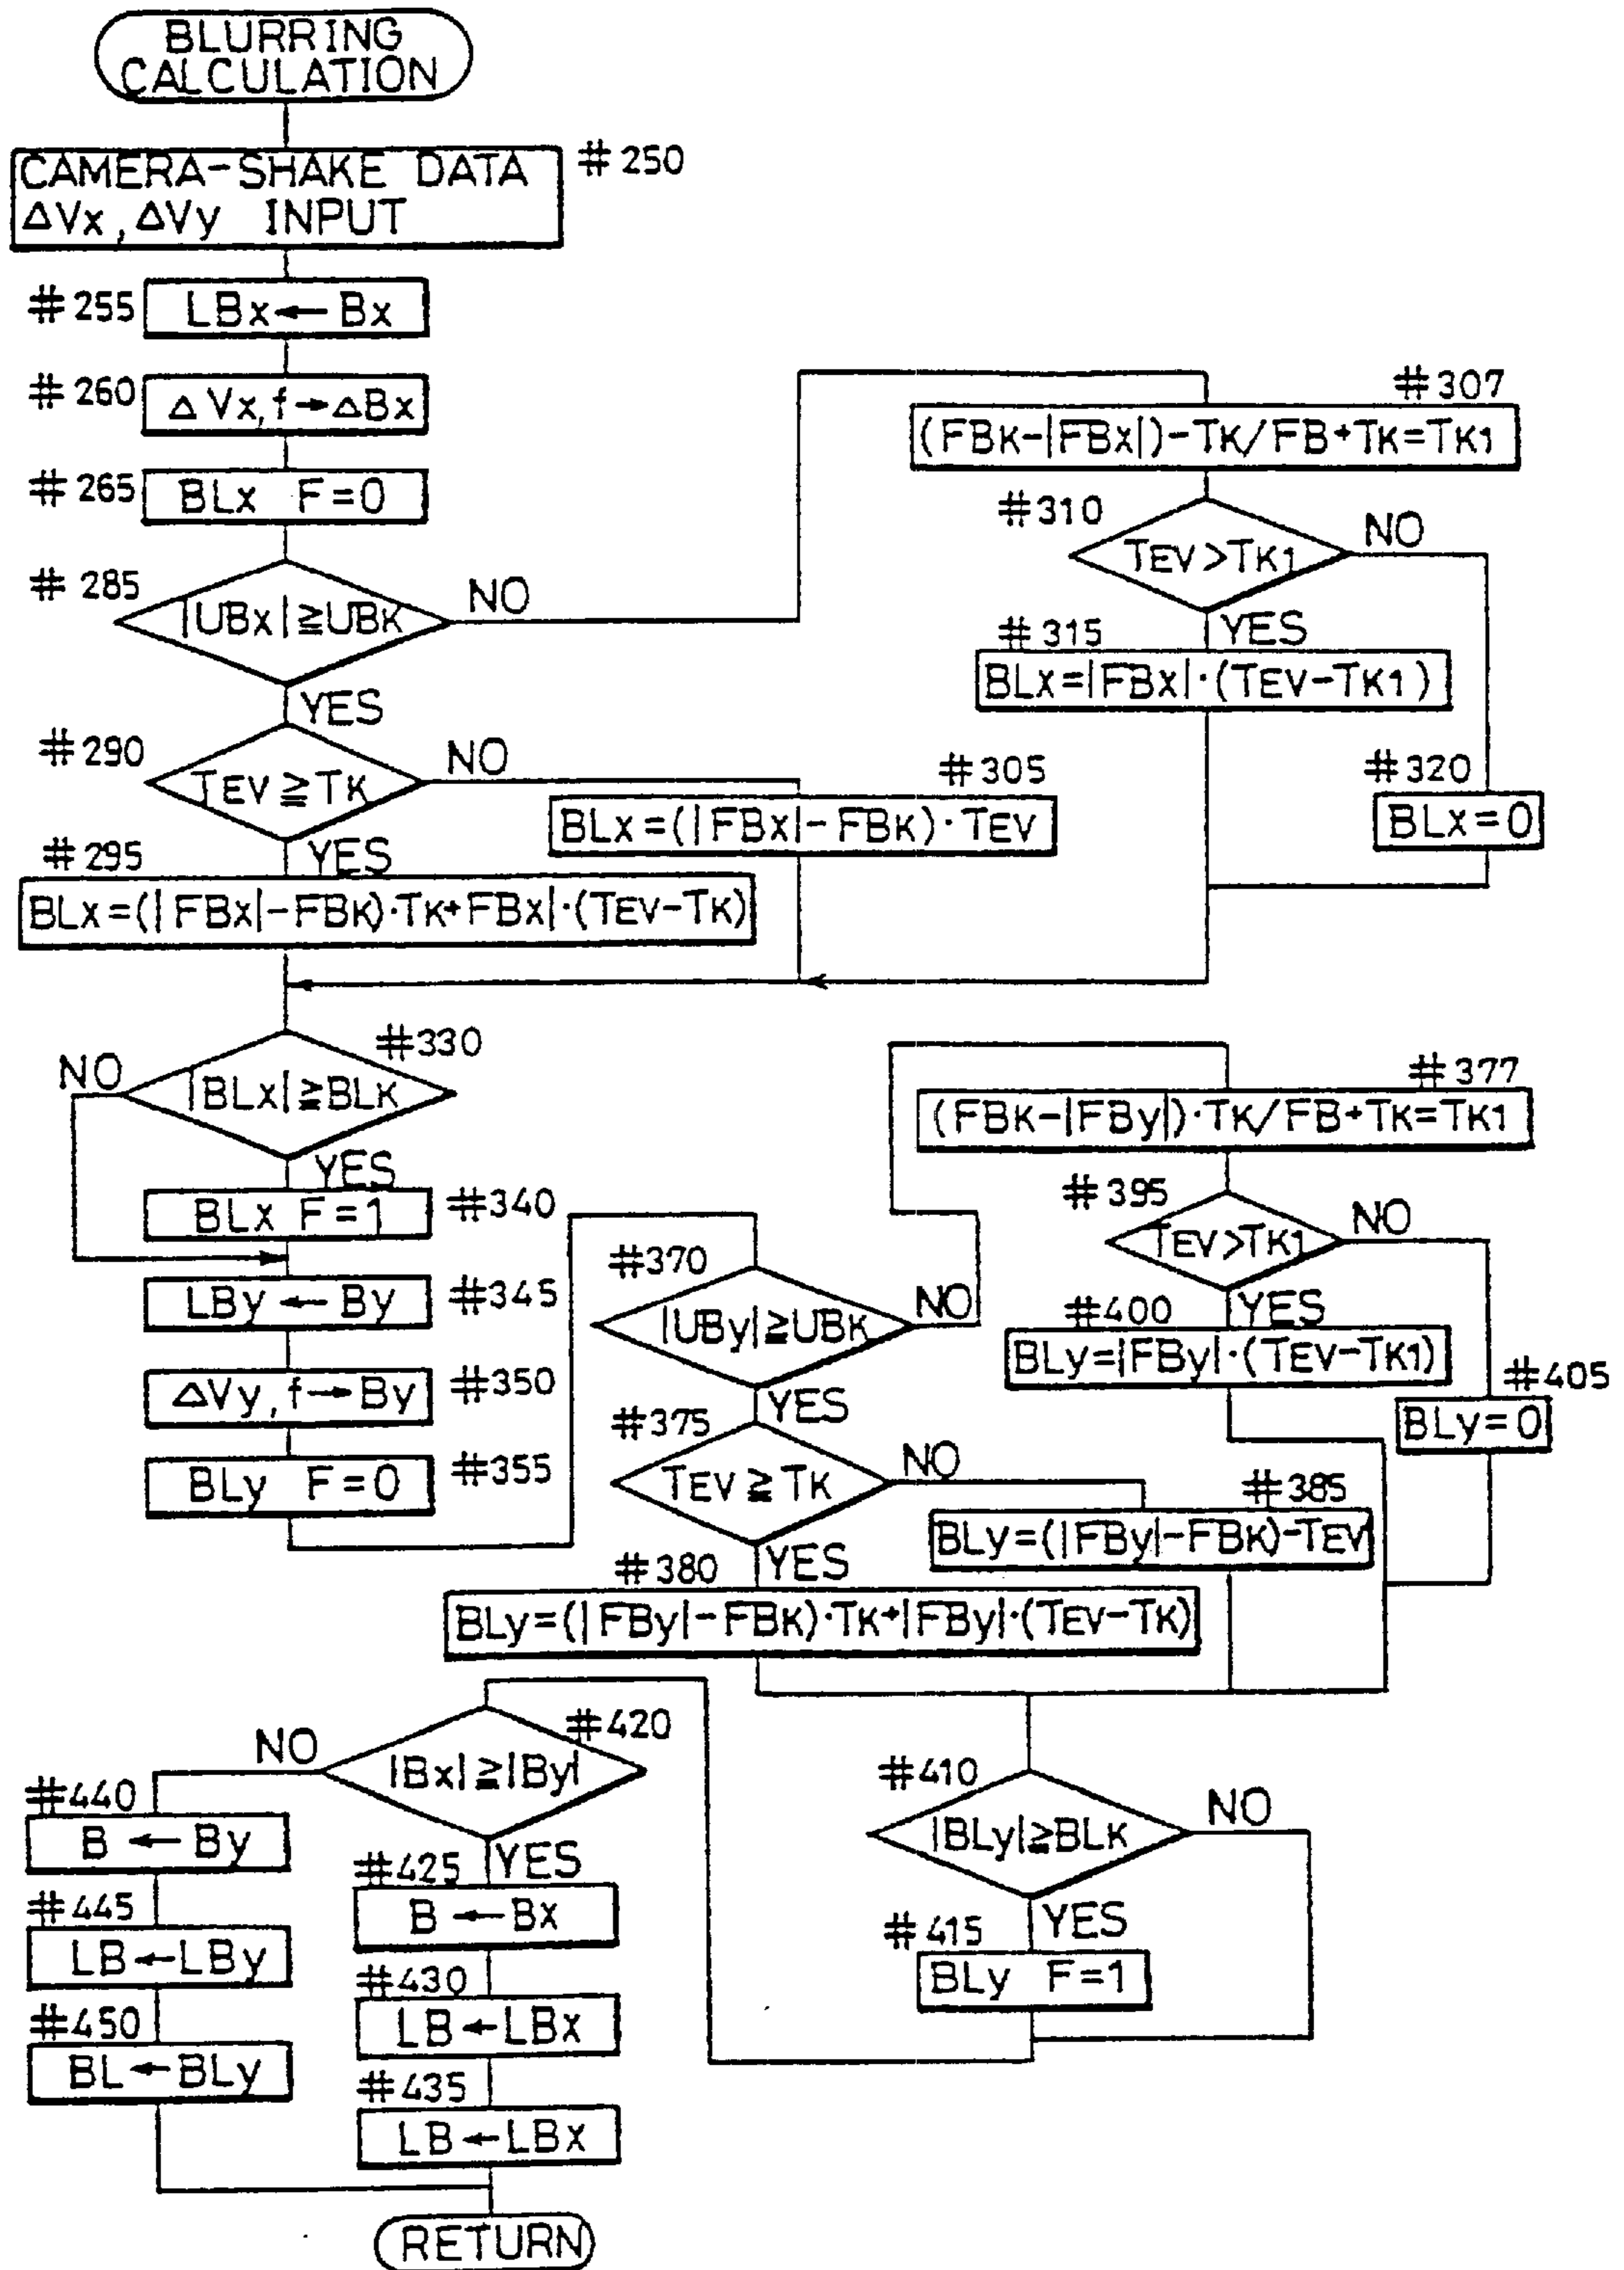 BLURRING
CALCULATION
CAMERA-SHAKE DATA
ΔVx, ΔVy INPUT
#250
#255
LBx ← Bx
#260
ΔVx, f → ΔBx
#265
BLx F=0
#285
|UBx| ≧ UBK
NO
YES
#307
(FBK-|FBx|)-TK/FB+TK=TK1
#310
TEV>TK1
NO
YES
#315
BLx=|FBx|·(TEV-TK1)
#320
BLx=0
#290
TEV ≧ TK
NO
YES
#305
BLx=(|FBx|-FBK)·TEV
#295
BLx=(|FBx|-FBK)·TK+FBx|·(TEV-TK)
#330
|BLx| ≧ BLK
NO
YES
#340
BLx F=1
#345
LBy ← By
#350
ΔVy, f → By
#355
BLy F=0
#370
|UBy| ≧ UBK
NO
YES
#377
(FBK-|FBy|)·TK/FB+TK=TK1
#395
TEV>TK1
NO
YES
#400
BLy=|FBy|·(TEV-TK1)
#405
BLy=0
#375
TEV ≧ TK
NO
YES
#385
BLy=(|FBy|-FBK)-TEV
#380
BLy=(|FBy|-FBK)·TK+|FBy|·(TEV-TK)
#410
|BLy| ≧ BLK
NO
YES
#415
BLy F=1
#420
|Bx| ≧ |By|
NO
YES
#440
B ← By
#445
LB ← LBy
#450
BL ← BLy
#425
B ← Bx
#430
LB ← LBx
#435
LB ← LBx
RETURN